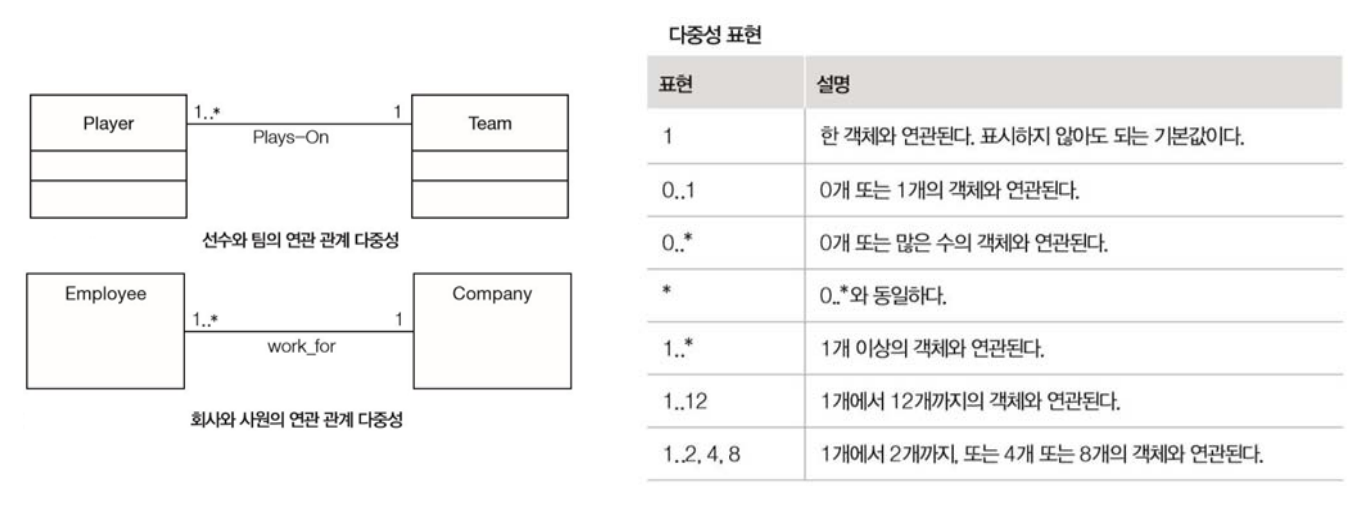 Player
1..*
1
Plays-On
Team
선수와 팀의 연관 관계 다중성
Employee
1..*
1
work_for
Company
회사와 사원의 연관 관계 다중성
다중성 표현
표현 설명
1 한 객체와 연관된다. 표시하지 않아도 되는 기본값이다.
0..1 0개 또는 1개의 객체와 연관된다.
0..* 0개 또는 많은 수의 객체와 연관된다.
* 0..*와 동일하다.
1..* 1개 이상의 객체와 연관된다.
1..12 1개에서 12개까지의 객체와 연관된다.
1..2, 4, 8 1개에서 2개까지, 또는 4개 또는 8개의 객체와 연관된다.